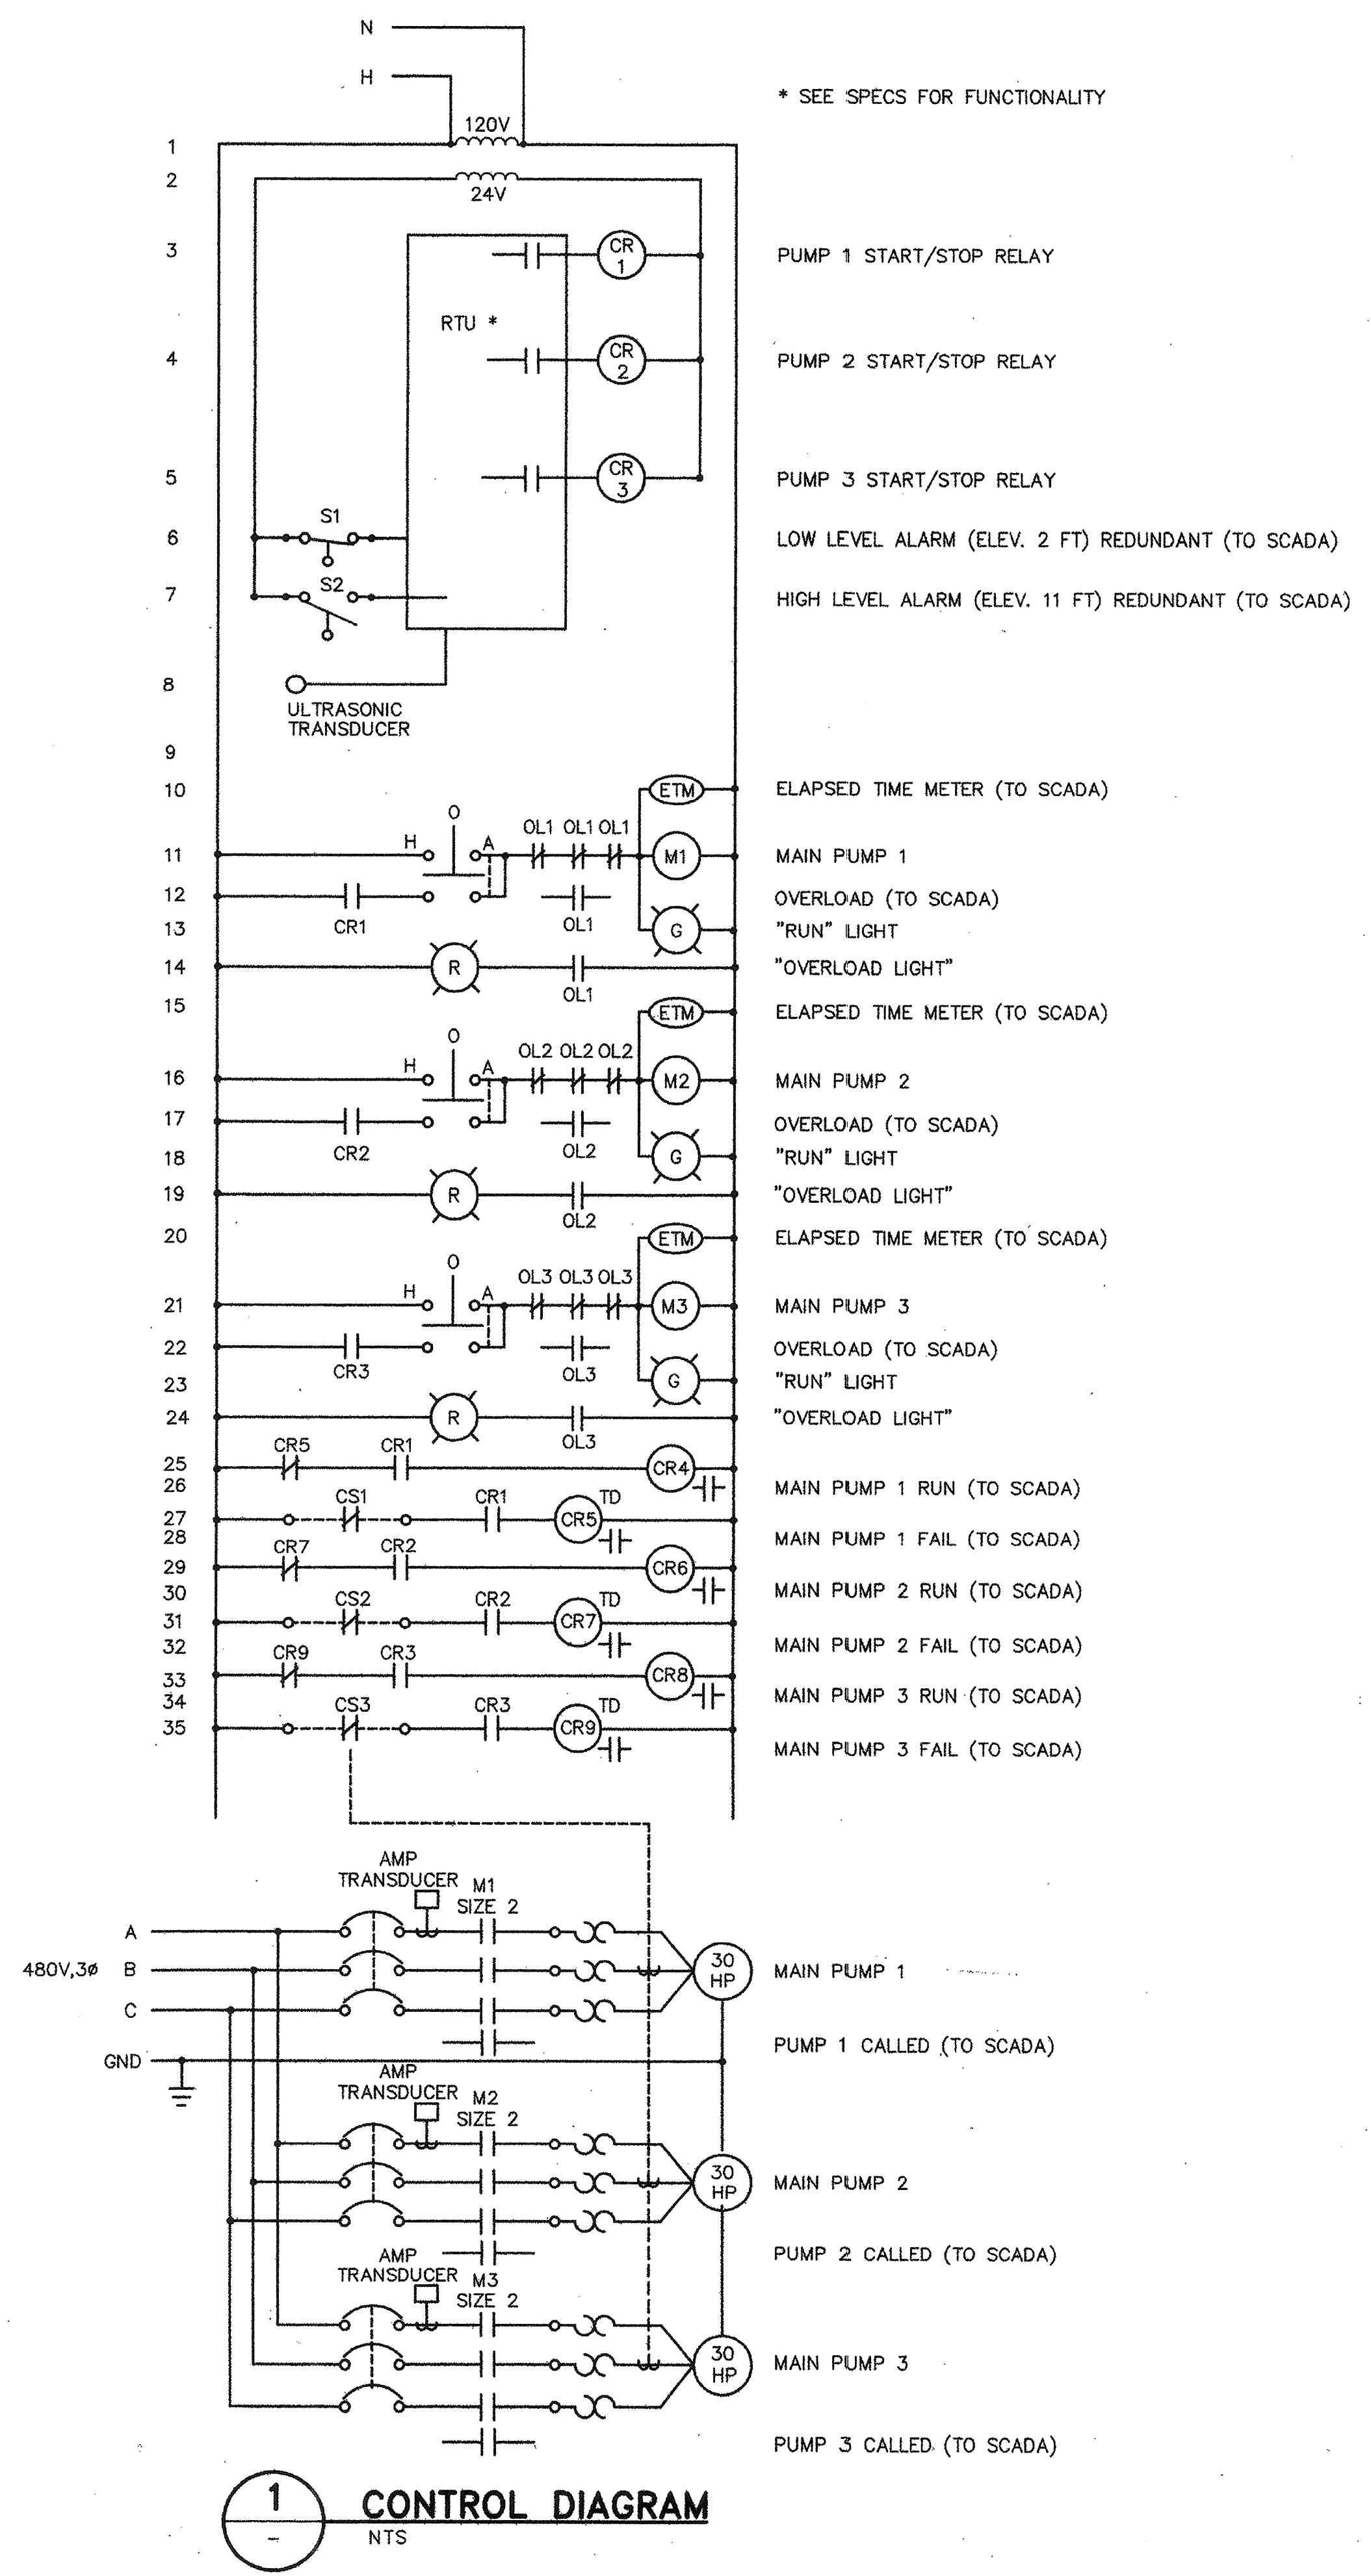 N
H
* SEE SPECS FOR FUNCTIONALITY
120V
1
2
24V
3
CR
1
PUMP 1 START/STOP RELAY
RTU *
4
CR
2
PUMP 2 START/STOP RELAY
5
CR
3
PUMP 3 START/STOP RELAY
S1
6
LOW LEVEL ALARM (ELEV. 2 FT) REDUNDANT (TO SCADA)
S2
7
HIGH LEVEL ALARM (ELEV. 11 FT) REDUNDANT (TO SCADA)
8
ULTRASONIC
TRANSDUCER
9
10
ETM
ELAPSED TIME METER (TO SCADA)
O
OL1 OL1 OL1
H
A
11
M1
MAIN PUMP 1
12
OVERLOAD (TO SCADA)
CR1
OL1
13
G
"RUN" LIGHT
14
R
"OVERLOAD LIGHT"
OL1
15
ETM
ELAPSED TIME METER (TO SCADA)
O
OL2 OL2 OL2
H
A
16
M2
MAIN PUMP 2
17
OVERLOAD (TO SCADA)
CR2
OL2
18
G
"RUN" LIGHT
19
R
"OVERLOAD LIGHT"
OL2
20
ETM
ELAPSED TIME METER (TO SCADA)
O
OL3 OL3 OL3
H
A
21
M3
MAIN PUMP 3
22
OVERLOAD (TO SCADA)
CR3
OL3
23
G
"RUN" LIGHT
24
R
"OVERLOAD LIGHT"
OL3
CR5
CR1
25
CR4
26
MAIN PUMP 1 RUN (TO SCADA)
CS1
CR1
TD
27
CR5
28
MAIN PUMP 1 FAIL (TO SCADA)
CR7
CR2
29
CR6
30
MAIN PUMP 2 RUN (TO SCADA)
CS2
CR2
TD
31
CR7
32
MAIN PUMP 2 FAIL (TO SCADA)
CR9
CR3
33
CR8
34
MAIN PUMP 3 RUN (TO SCADA)
CS3
CR3
TD
35
CR9
MAIN PUMP 3 FAIL (TO SCADA)
AMP
TRANSDUCER
M1
SIZE 2
A
480V,3ø
B
30
HP
MAIN PUMP 1
C
PUMP 1 CALLED (TO SCADA)
GND
AMP
TRANSDUCER
M2
SIZE 2
30
HP
MAIN PUMP 2
PUMP 2 CALLED (TO SCADA)
AMP
TRANSDUCER
M3
SIZE 2
30
HP
MAIN PUMP 3
PUMP 3 CALLED (TO SCADA)
1
-
CONTROL DIAGRAM
NTS